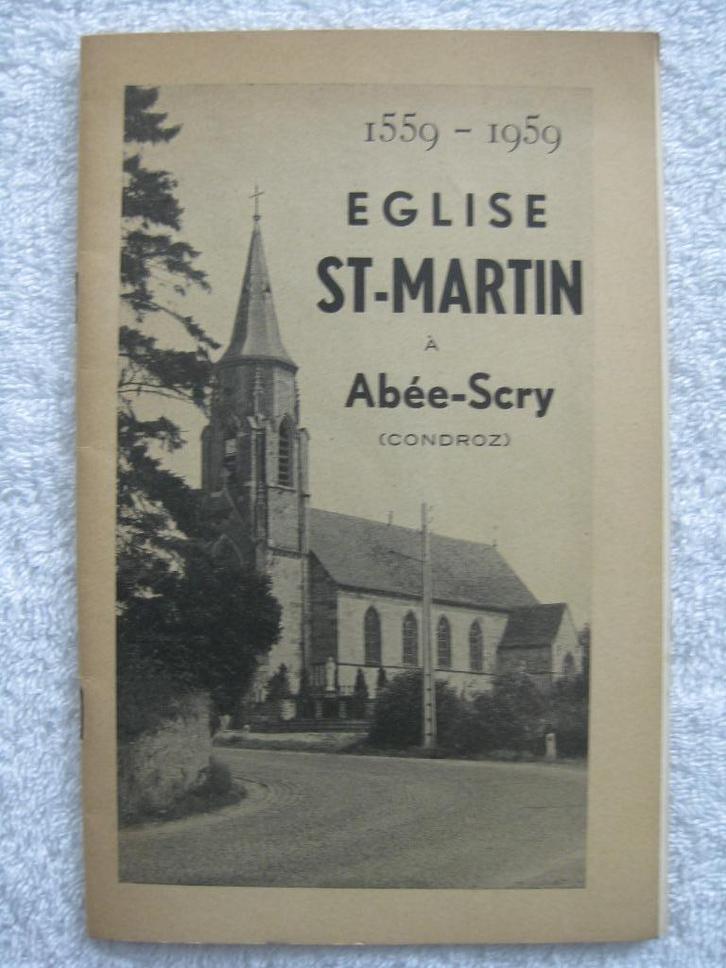 1559 - 1959
EGLISE
ST-MARTIN
À
Abée-Scry
(CONDROZ)